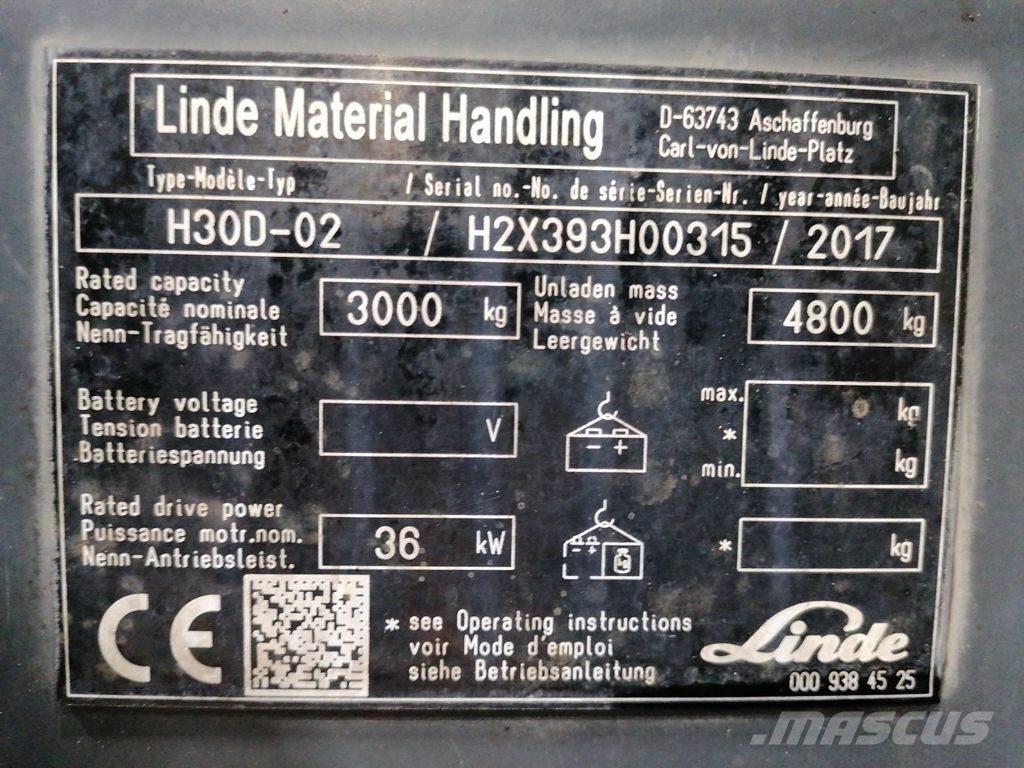 Linde Material Handling
D-63743 Aschaffenburg
Carl-von-Linde-Platz
Type-Modèle-Typ / Serial no.-No. de série-Serien-Nr. / year-année-Baujahr
H30D-02 / H2X393H00315 / 2017
Rated capacity
Capacité nominale
Nenn-Tragfähigkeit
3000 kg
Unladen mass
Masse à vide
Leergewicht
4800 kg
Battery voltage
Tension batterie
Batteriespannung
V
- +
max. kg
*
min. kg
Rated drive power
Puissance motr.nom.
Nenn-Antriebsleist.
36 kW
- +
* kg
CE
* see Operating instructions
voir Mode d'emploi
siehe Betriebsanleitung
Linde
000 938 45 25
MASCUS